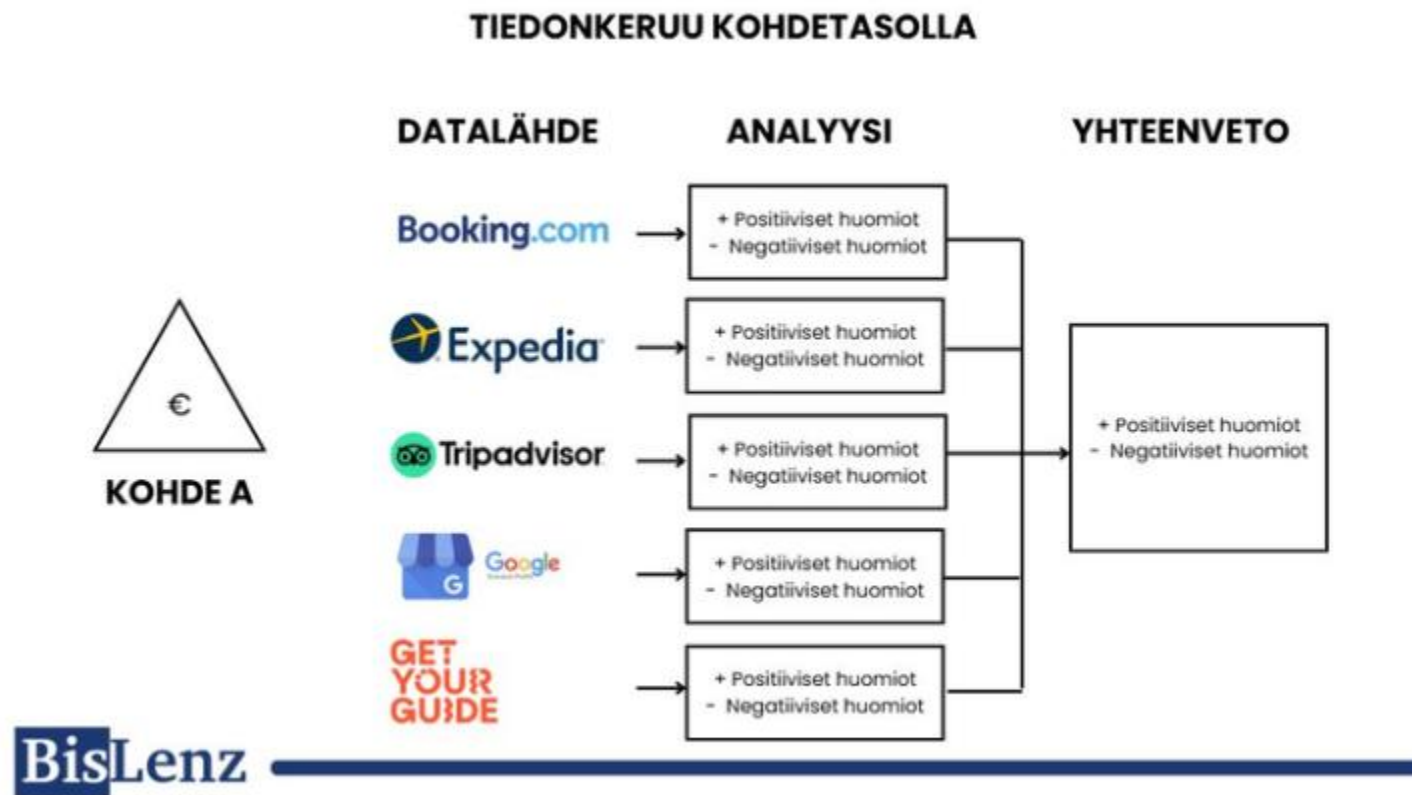 TIEDONKERUU KOHDETASOLLA
DATALÄHDE
ANALYYSI
YHTEENVETO
Booking.com
+ Positiiviset huomiot
- Negatiiviset huomiot
Expedia
+ Positiiviset huomiot
- Negatiiviset huomiot
€
KOHDE A
Tripadvisor
+ Positiiviset huomiot
- Negatiiviset huomiot
+ Positiiviset huomiot
- Negatiiviset huomiot
G
Google
+ Positiiviset huomiot
- Negatiiviset huomiot
GET
YOUR
GUIDE
+ Positiiviset huomiot
- Negatiiviset huomiot
BisLenz